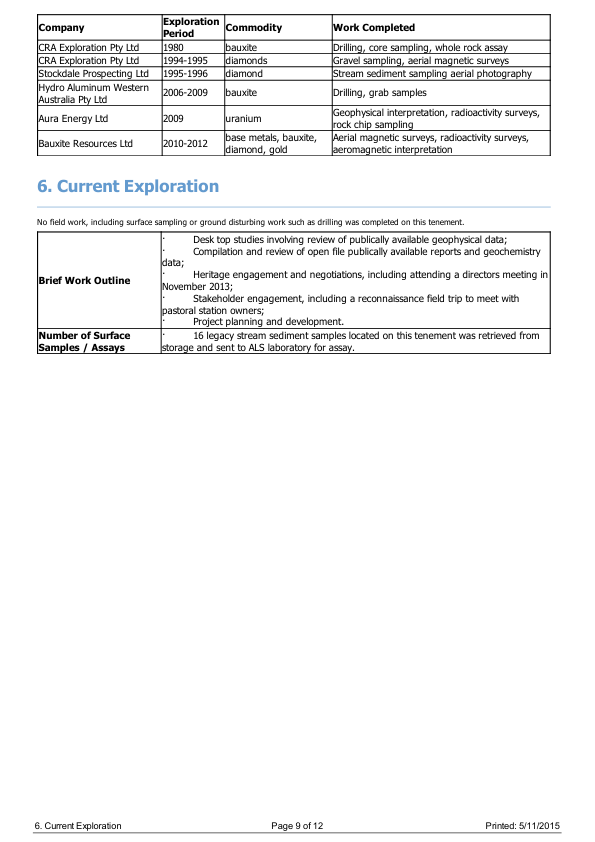 Company Exploration Period Commodity Work Completed
CRA Exploration Pty Ltd 1980 bauxite Drilling, core sampling, whole rock assay
CRA Exploration Pty Ltd 1994-1995 diamonds Gravel sampling, aerial magnetic surveys
Stockdale Prospecting Ltd 1995-1996 diamond Stream sediment sampling aerial photography
Hydro Aluminum Western
Australia Pty Ltd 2006-2009 bauxite Drilling, grab samples
Aura Energy Ltd 2009 uranium Geophysical interpretation, radioactivity surveys,
rock chip sampling
Bauxite Resources Ltd 2010-2012 base metals, bauxite,
diamond, gold Aerial magnetic surveys, radioactivity surveys,
aeromagnetic interpretation
6. Current Exploration
No field work, including surface sampling or ground disturbing work such as drilling was completed on this tenement.
Brief Work Outline
· Desk top studies involving review of publically available geophysical data;
· Compilation and review of open file publically available reports and geochemistry
data;
· Heritage engagement and negotiations, including attending a directors meeting in
November 2013;
· Stakeholder engagement, including a reconnaissance field trip to meet with
pastoral station owners;
· Project planning and development.
Number of Surface
Samples / Assays
· 16 legacy stream sediment samples located on this tenement was retrieved from
storage and sent to ALS laboratory for assay.
6. Current Exploration Page 9 of 12 Printed: 5/11/2015